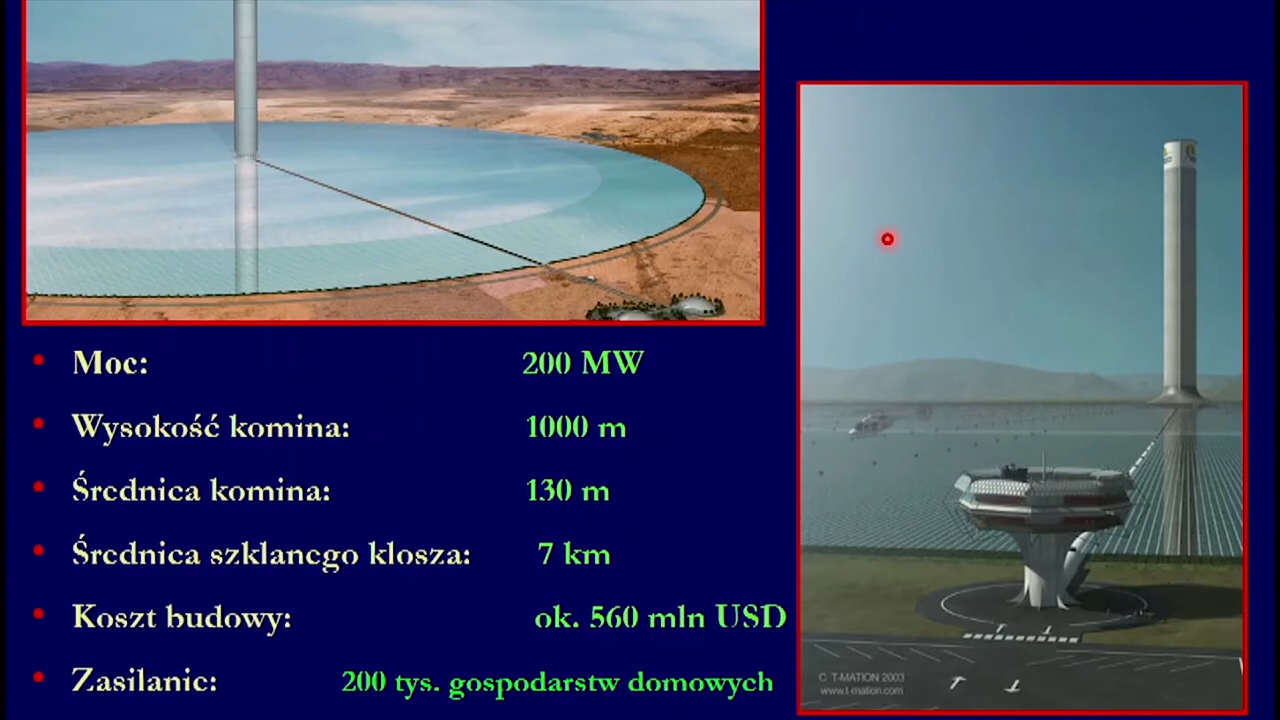 Moc: 200 MW
Wysokość komina: 1000 m
Średnica komina: 130 m
Średnica szklanego klosza: 7 km
Koszt budowy: ok. 560 mln USD
Zasilanie: 200 tys. gospodarstw domowych
C T-MATION 2003
www.t-mation.com